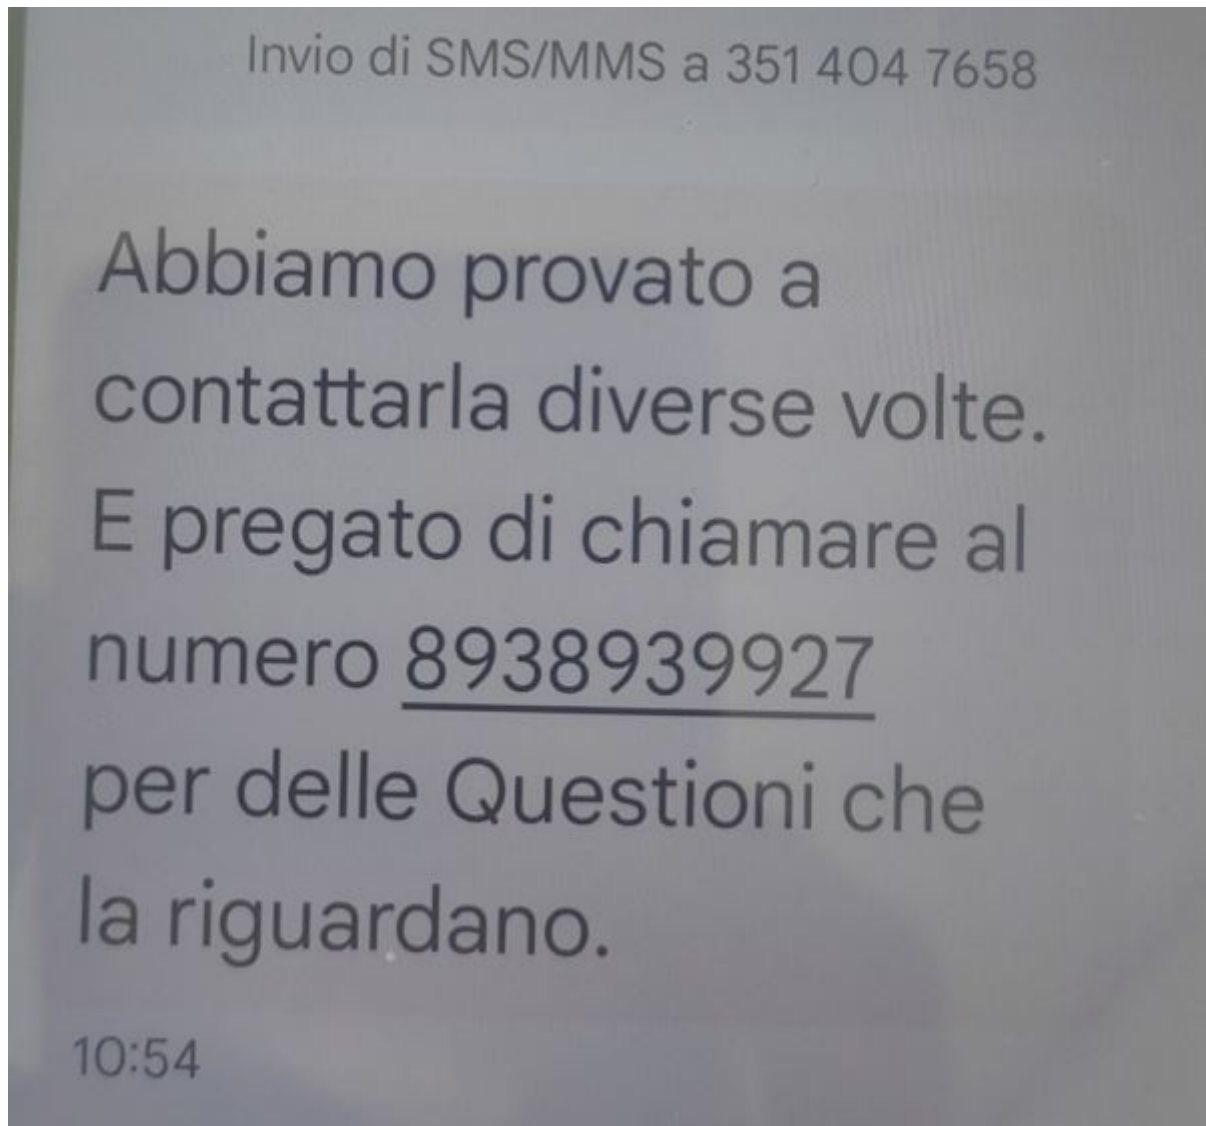 Invio di SMS/MMS a 351 404 7658
Abbiamo provato a
contattarla diverse volte.
E pregato di chiamare al
numero 8938939927
per delle Questioni che
la riguardano.
10:54